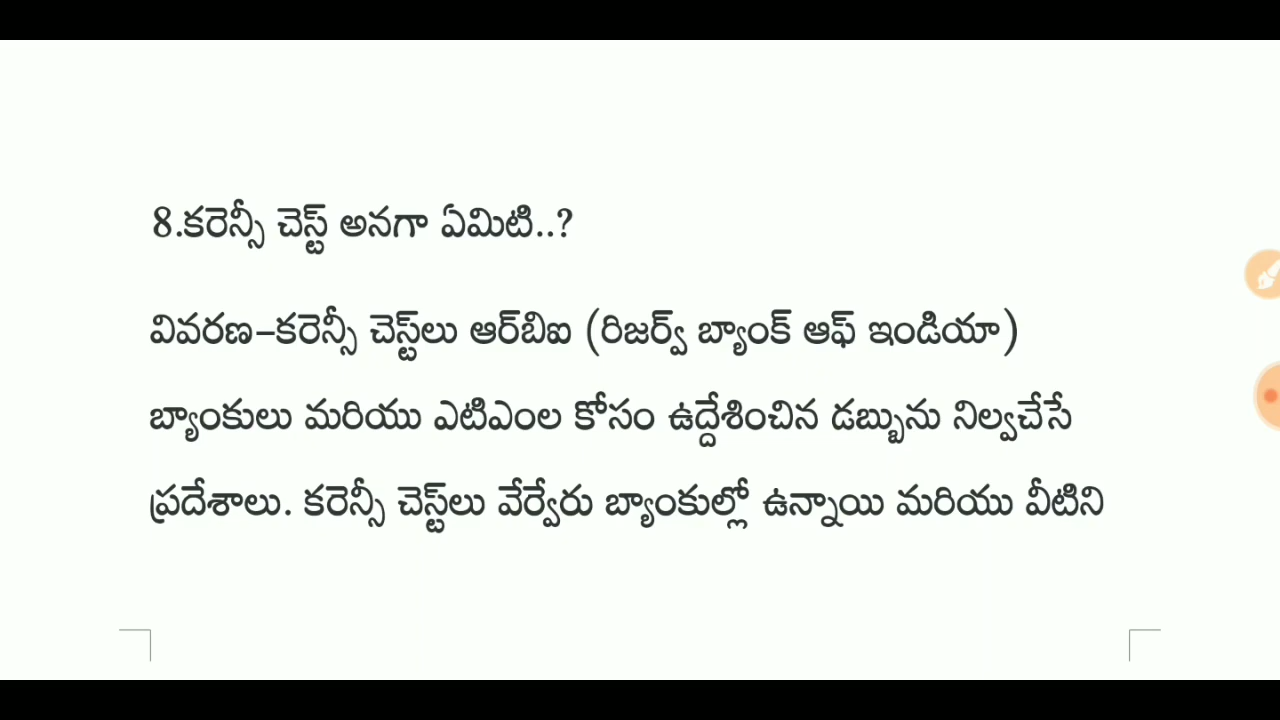 8.కరెన్సీ చెస్ట్ అనగా ఏమిటి..?
వివరణ-కరెన్సీ చెస్ట్‌లు ఆర్‌బిఐ (రిజర్వ్ బ్యాంక్ ఆఫ్ ఇండియా)
బ్యాంకులు మరియు ఎటిఎంల కోసం ఉద్దేశించిన డబ్బును నిల్వచేసే
ప్రదేశాలు. కరెన్సీ చెస్ట్‌లు వేర్వేరు బ్యాంకుల్లో ఉన్నాయి మరియు వీటిని